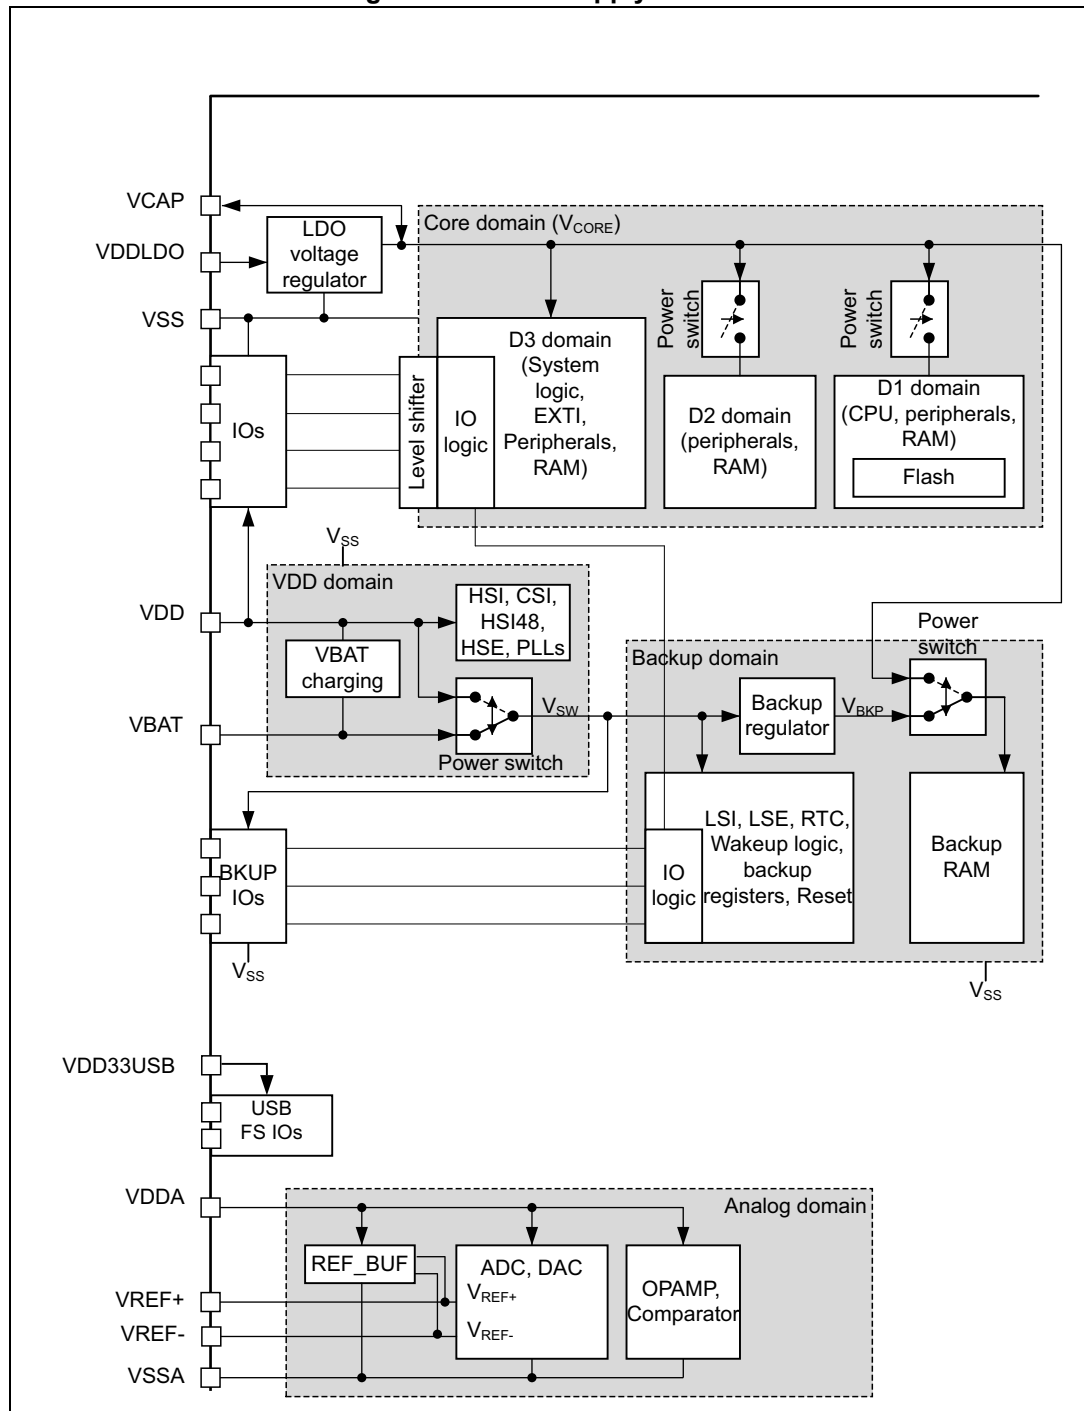 VCAP
VDDLDO
LDO
voltage
regulator
VSS
Core domain (VCORE)
Power
switch
Power
switch
D3 domain
(System
logic,
EXTI,
Peripherals,
RAM)
D2 domain
(peripherals,
RAM)
D1 domain
(CPU, peripherals,
RAM)
Flash
IOs
Level shifter
IO
logic
VSS
VDD domain
VDD
HSI, CSI,
HSI48,
HSE, PLLs
VBAT
charging
VBAT
VSW
Power switch
Backup domain
Power
switch
Backup
regulator
VBKP
LSI, LSE, RTC,
Wakeup logic,
backup
registers, Reset
IO
logic
Backup
RAM
BKUP
IOs
VSS
VSS
VDD33USB
USB
FS IOs
VDDA
Analog domain
REF_BUF
ADC, DAC
VREF+
VREF-
OPAMP,
Comparator
VREF+
VREF-
VSSA